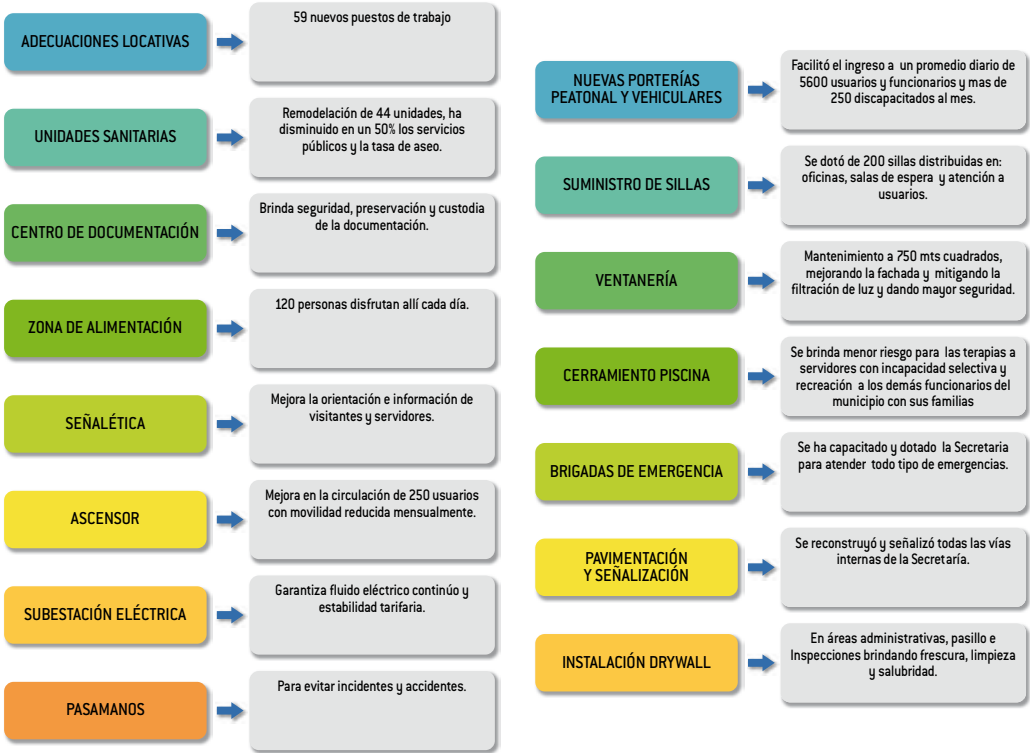 ADECUACIONES LOCATIVAS
59 nuevos puestos de trabajo
UNIDADES SANITARIAS
Remodelación de 44 unidades, ha
disminuido en un 50% los servicios
públicos y la tasa de aseo.
CENTRO DE DOCUMENTACIÓN
Brinda seguridad, preservación y custodia
de la documentación.
ZONA DE ALIMENTACIÓN
120 personas disfrutan allí cada día.
SEÑALÉTICA
Mejora la orientación e información de
visitantes y servidores.
ASCENSOR
Mejora en la circulación de 250 usuarios
con movilidad reducida mensualmente.
SUBESTACIÓN ELÉCTRICA
Garantiza fluido eléctrico continúo y
estabilidad tarifaria.
PASAMANOS
Para evitar incidentes y accidentes.
NUEVAS PORTERÍAS
PEATONAL Y VEHICULARES
Facilitó el ingreso a un promedio diario de
5600 usuarios y funcionarios y mas de
250 discapacitados al mes.
SUMINISTRO DE SILLAS
Se dotó de 200 sillas distribuidas en:
oficinas, salas de espera y atención a
usuarios.
VENTANERÍA
Mantenimiento a 750 mts cuadrados,
mejorando la fachada y mitigando la
filtración de luz y dando mayor seguridad.
CERRAMIENTO PISCINA
Se brinda menor riesgo para las terapias a
servidores con incapacidad selectiva y
recreación a los demás funcionarios del
municipio con sus familias
BRIGADAS DE EMERGENCIA
Se ha capacitado y dotado la Secretaria
para atender todo tipo de emergencias.
PAVIMENTACIÓN
Y SEÑALIZACIÓN
Se reconstruyó y señalizó todas las vías
internas de la Secretaría.
INSTALACIÓN DRYWALL
En áreas administrativas, pasillo e
Inspecciones brindando frescura, limpieza
y salubridad.